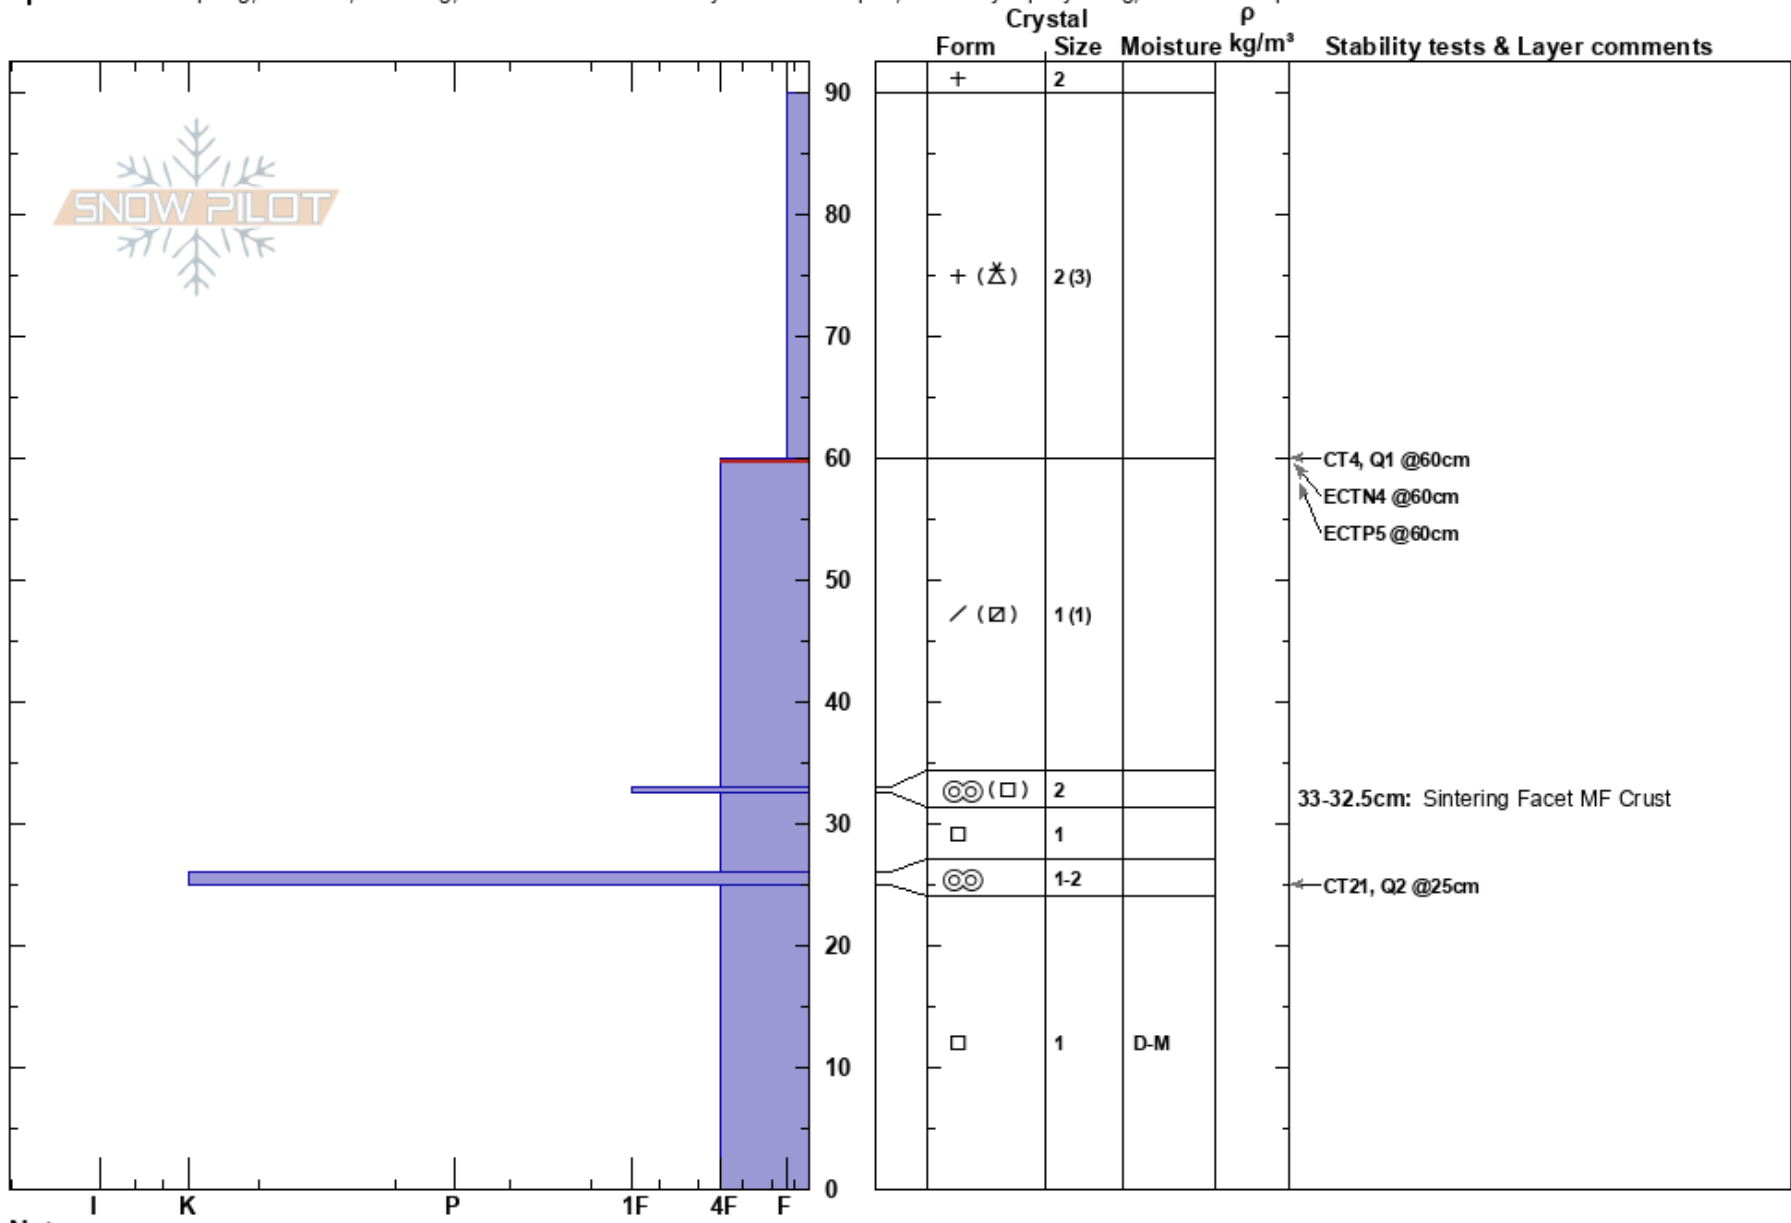 Crystal
ρ
Form Size Moisture kg/m³ Stability tests & Layer comments
SNOW PILOT
90
80
70
60
50
40
30
20
10
0
I K P 1F 4F F
+ 2
+ ( ) 2 (3)
/ ( ) 1 (1)
( ) 2
1
1-2
1 D-M
CT4, Q1 @60cm
ECTN4 @60cm
ECTP5 @60cm
33-32.5cm: Sintering Facet MF Crust
CT21, Q2 @25cm